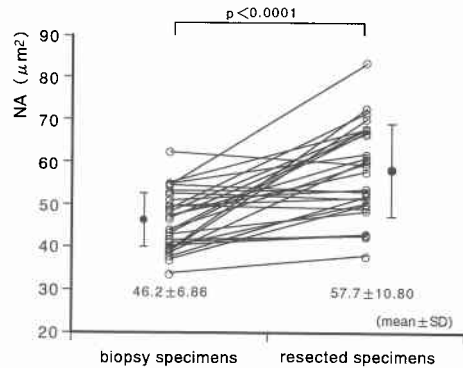 p<0.0001
NA (μm²)
90
80
70
60
50
40
30
20
46.2±6.86
57.7±10.80
(mean±SD)
biopsy specimens
resected specimens